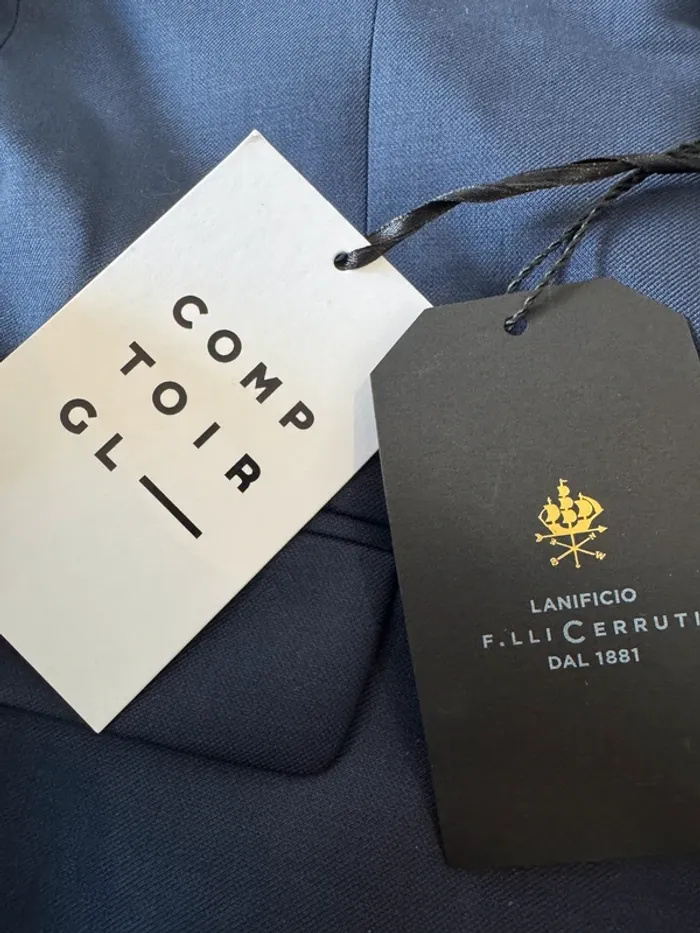 COMP
TOIR
GL
LANIFICIO
F.LLI CERRUTI
DAL 1881